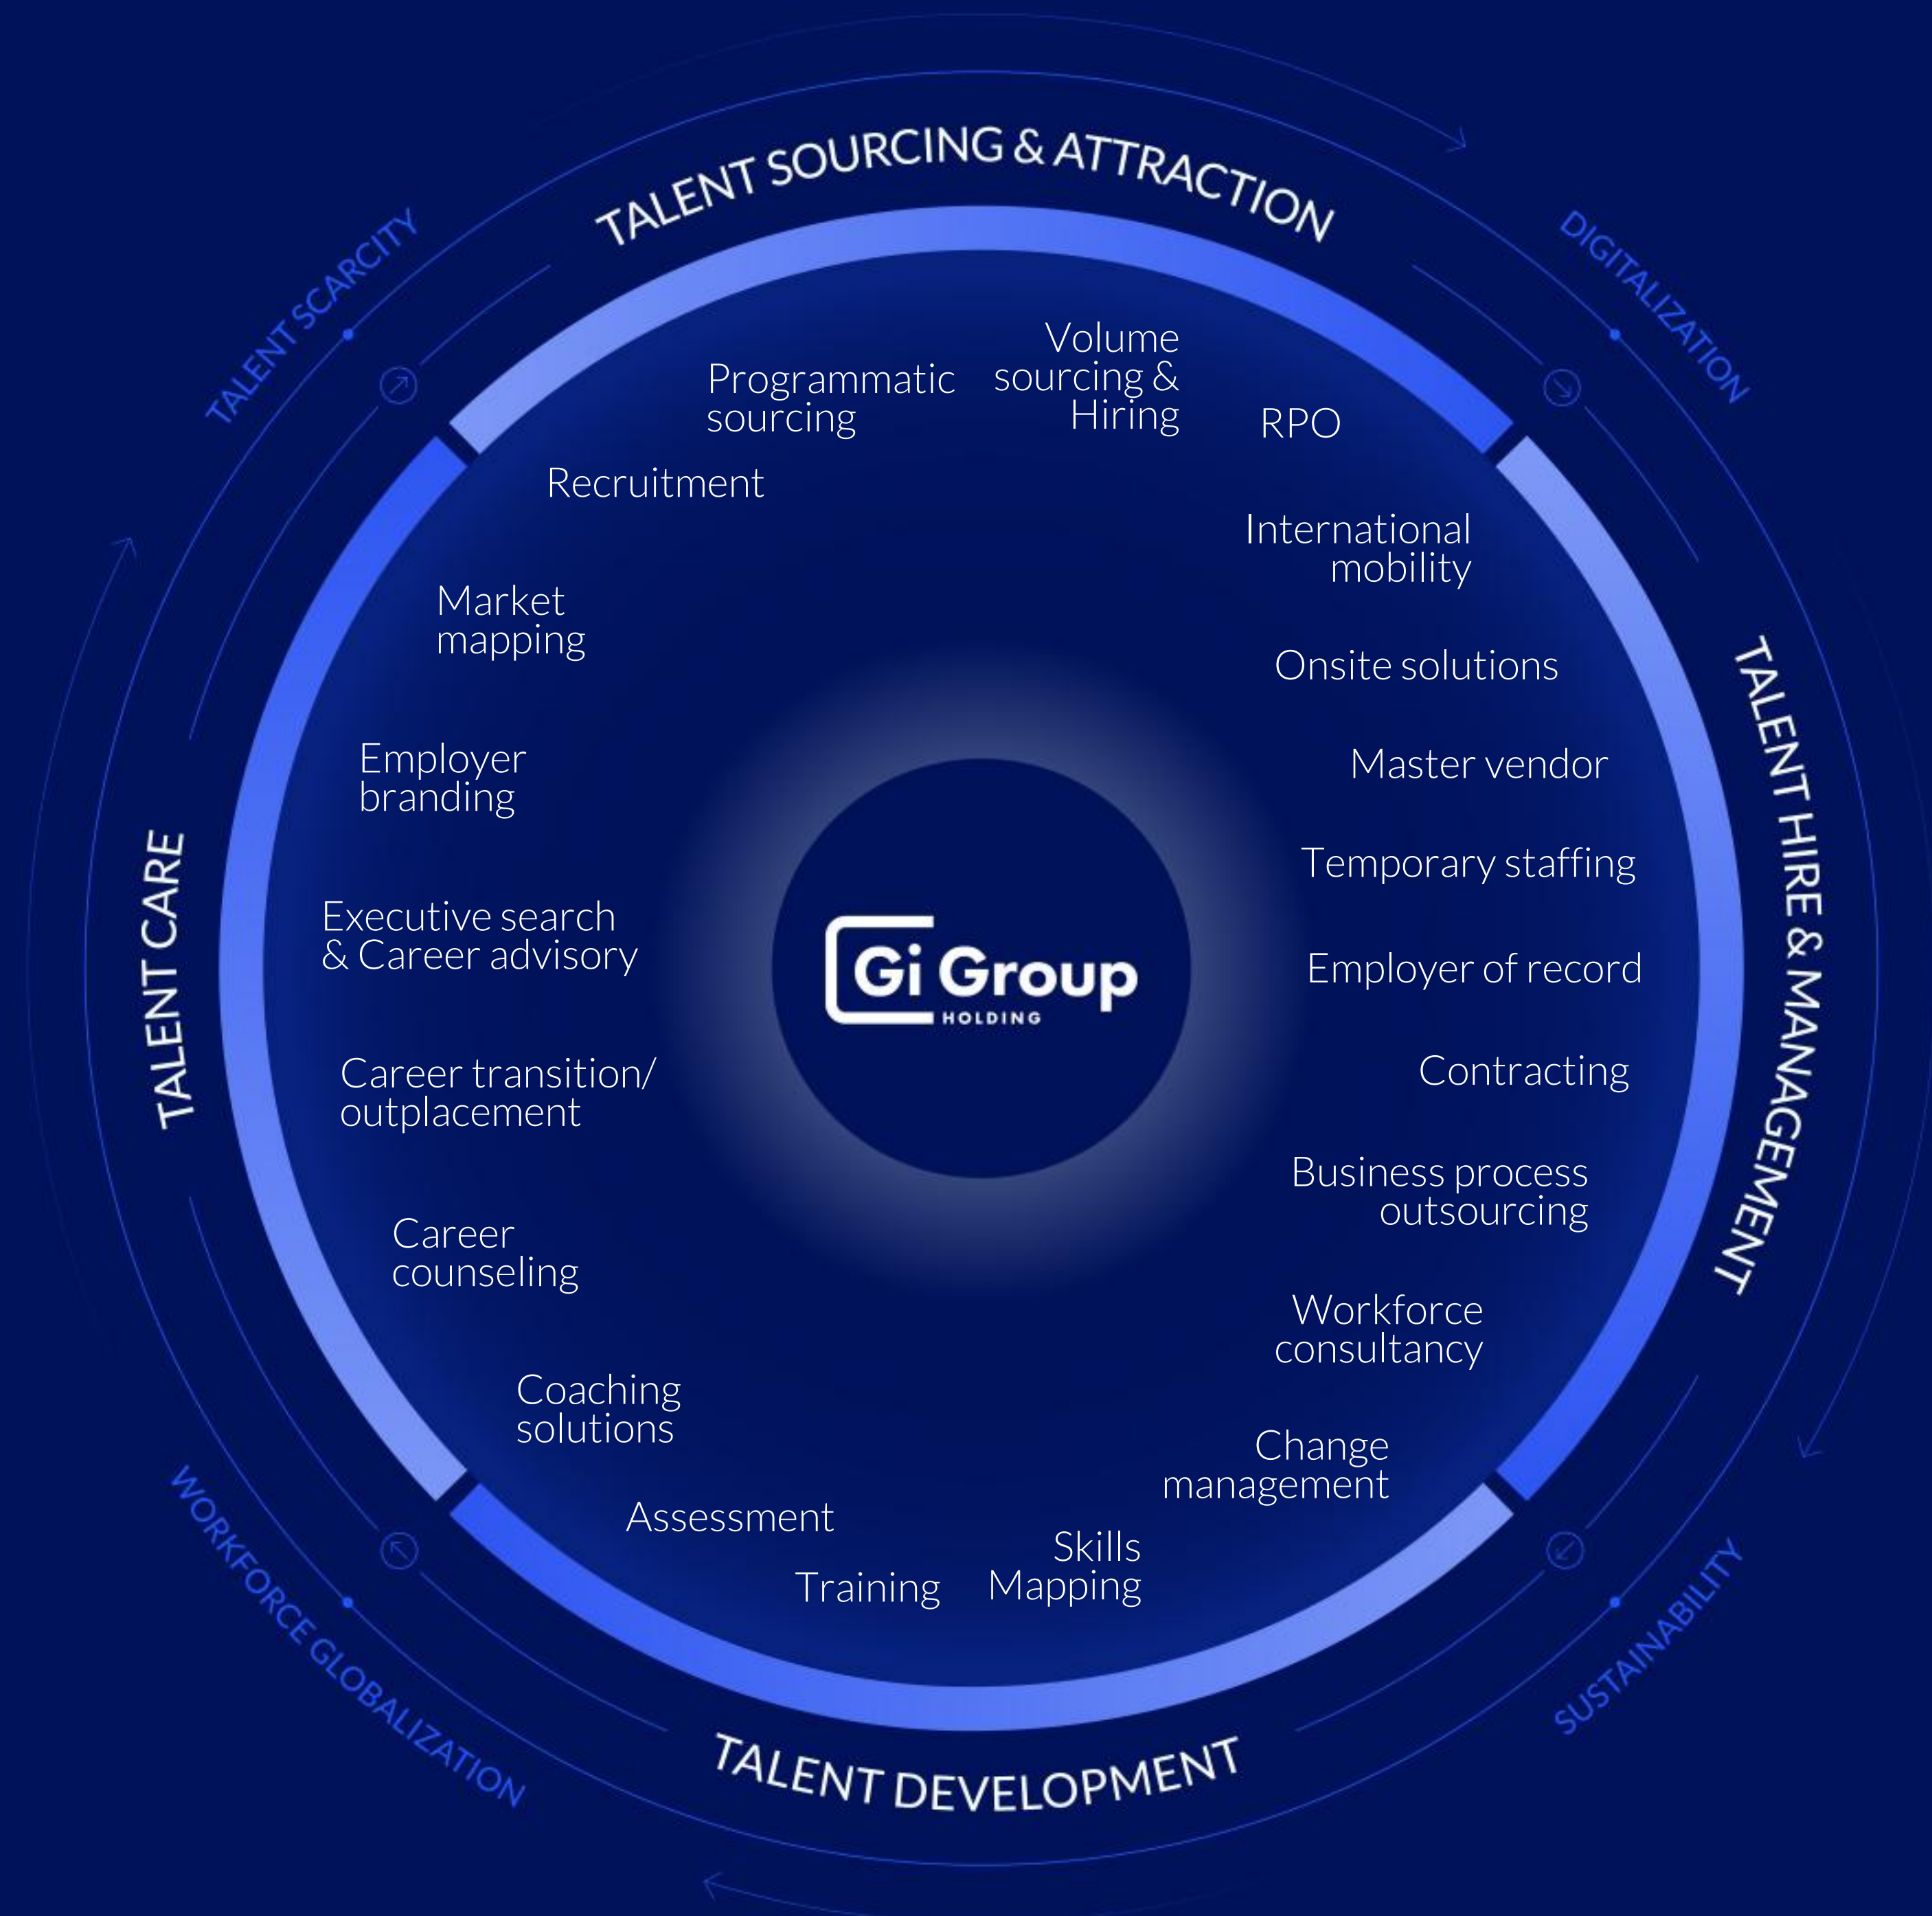 TALENT SOURCING & ATTRACTION
TALENT SCARCITY
DIGITALIZATION
Volume
sourcing &
Hiring
Programmatic
sourcing
RPO
Recruitment
International
mobility
Market
mapping
Onsite solutions
Employer
branding
Master vendor
TALENT HIRE & MANAGEMENT
Temporary staffing
TALENT CARE
Executive search
& Career advisory
Gi Group
HOLDING
Employer of record
Career transition/
outplacement
Contracting
Business process
outsourcing
Career
counseling
Workforce
consultancy
Coaching
solutions
Change
management
Assessment
Skills
Mapping
Training
WORKFORCE GLOBALIZATION
SUSTAINABILITY
TALENT DEVELOPMENT